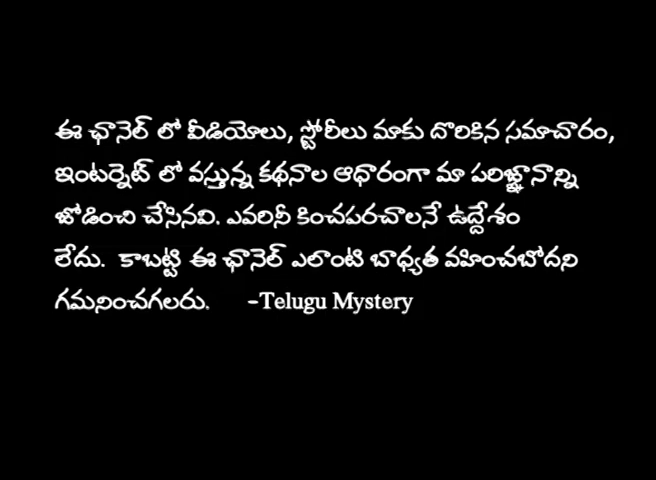 ఈ ఛానెల్ లో వీడియోలు, స్టోరీలు మాకు దొరికిన సమాచారం,
ఇంటర్నెట్ లో వస్తున్న కథనాల ఆధారంగా మా పరిజ్ఞానాన్ని
జోడించి చేసినవి. ఎవరినీ కించపరచాలనే ఉద్దేశం
లేదు. కాబట్టి ఈ ఛానెల్ ఎలాంటి బాధ్యత వహించబోదని
గమనించగలరు. -Telugu Mystery